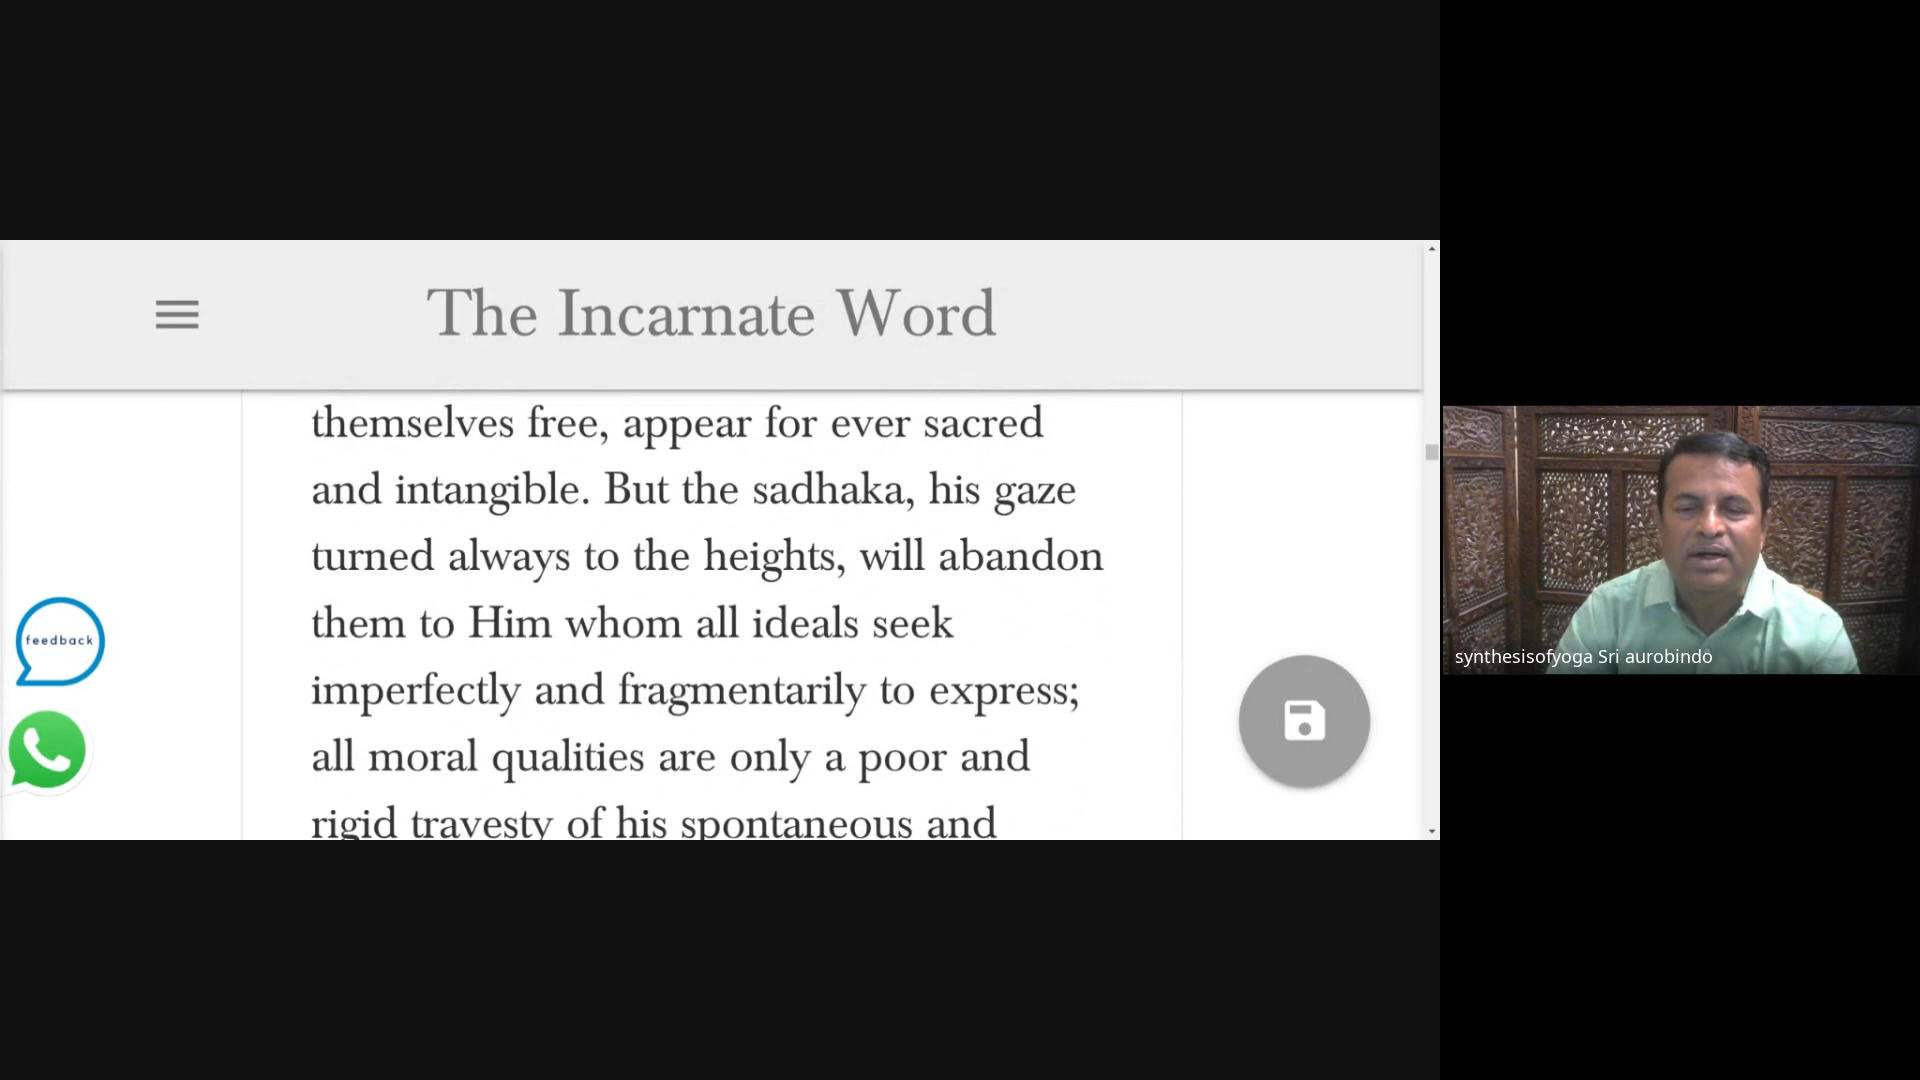 The Incarnate Word
themselves free, appear for ever sacred
and intangible. But the sadhaka, his gaze
turned always to the heights, will abandon
them to Him whom all ideals seek
imperfectly and fragmentarily to express;
all moral qualities are only a poor and
rigid travesty of his spontaneous and
feedback
synthesisofyoga Sri aurobindo